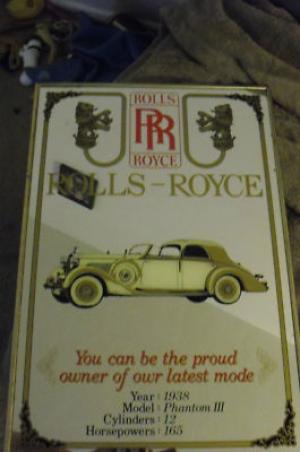 ROLLS
RR
ROYCE
ROLLS-ROYCE
You can be the proud
owner of owr latest mode
Year : 1938
Model : Phantom III
Cylinders : 12
Horsepowers : 165